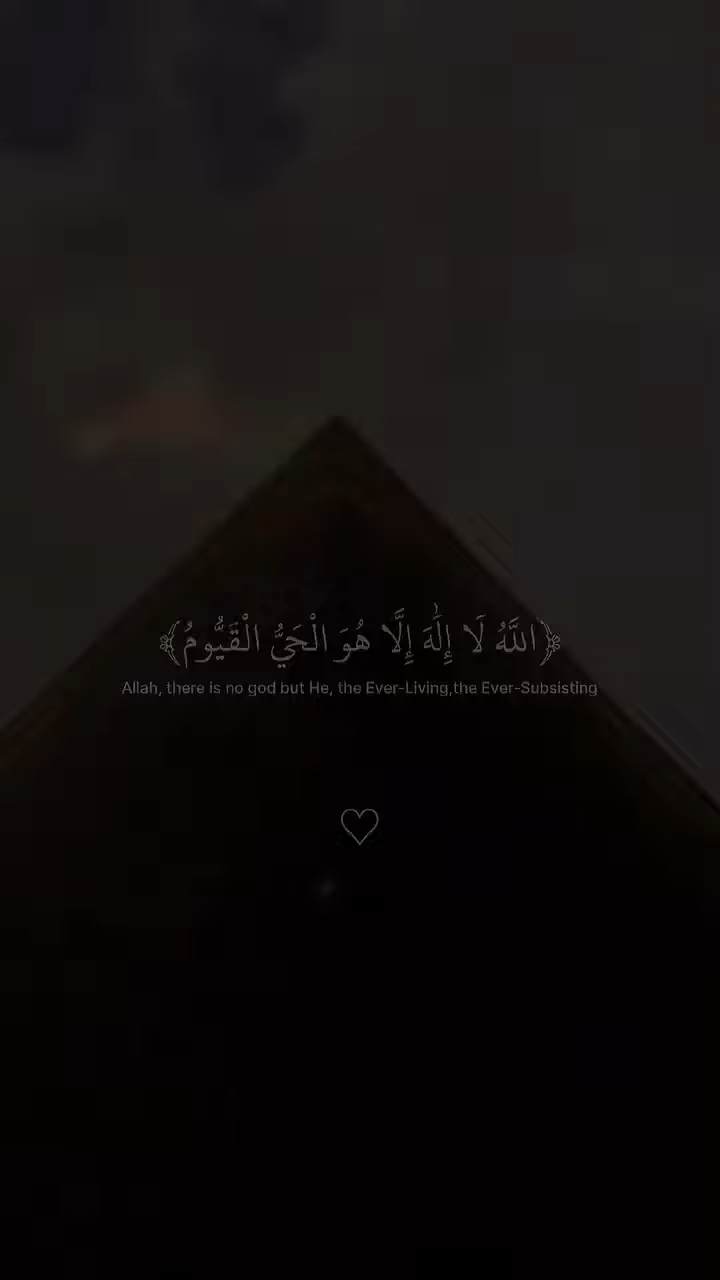 ﴿اللَّهُ لَا إِلَٰهَ إِلَّا هُوَ الْحَيُّ الْقَيُّومُ﴾
Allah, there is no god but He, the Ever-Living,the Ever-Subsisting